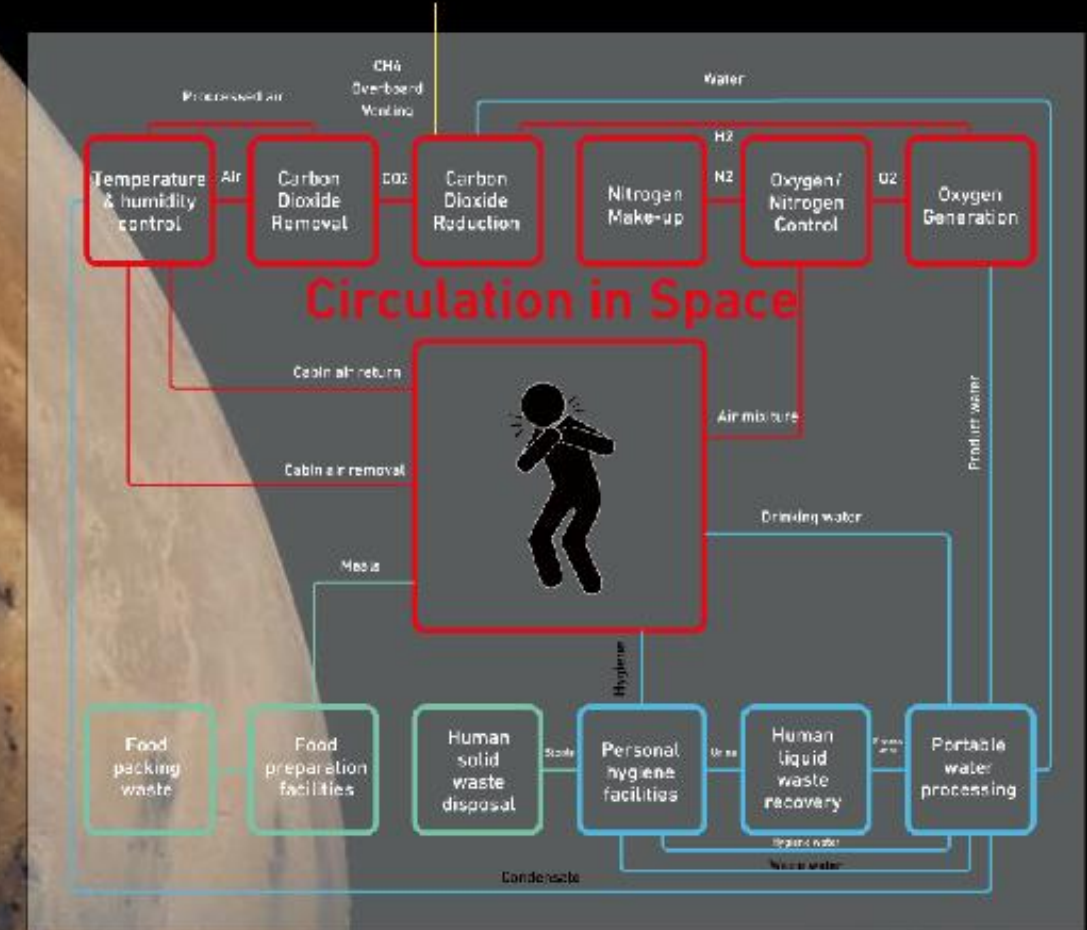 CH4
Overboard
Venting
Water
Proccessed air
H2
Temperature
& humidity
control
Air
Carbon
Dioxide
Removal
CO2
Carbon
Dioxide
Reduction
Nitrogen
Make-up
N2
Oxygen/
Nitrogen
Control
O2
Oxygen
Generation
Circulation in Space
Cabin air return
Air mixiture
Product water
Cabin air removal
Drinking water
Meals
Hygiene
Food
packing
waste
Food
preparation
facilities
Human
solid
waste
disposal
Stools
Personal
hygiene
facilities
Urine
Human
liquid
waste
recovery
Portable
water
processing
Hygiene water
water
Condensate